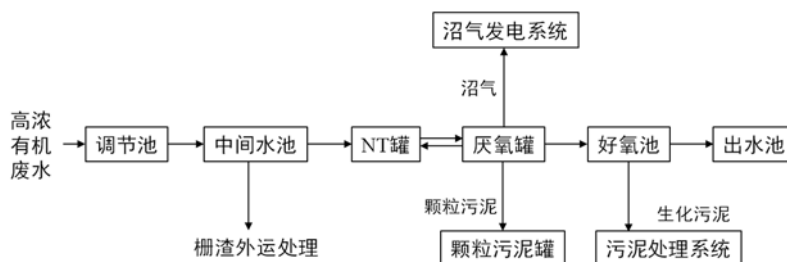 沼气发电系统
沼气
高浓
有机
废水
调节池
中间水池
NT罐
厌氧罐
好氧池
出水池
颗粒污泥
生化污泥
栅渣外运处理
颗粒污泥罐
污泥处理系统